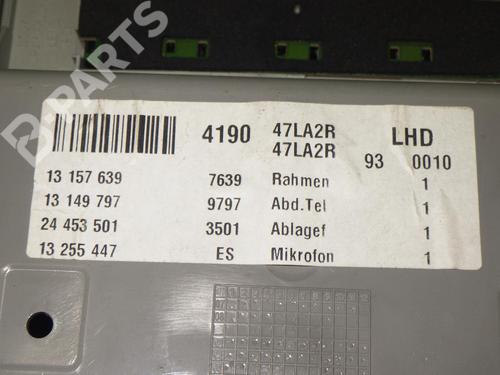 B-PARTS
4190 47LA2R LHD
47LA2R 93 0010
13 157 639 7639 Rahmen 1
13 149 797 9797 Abd.Tel 1
24 453 501 3501 Ablagef 1
13 255 447 ES Mikrofon 1